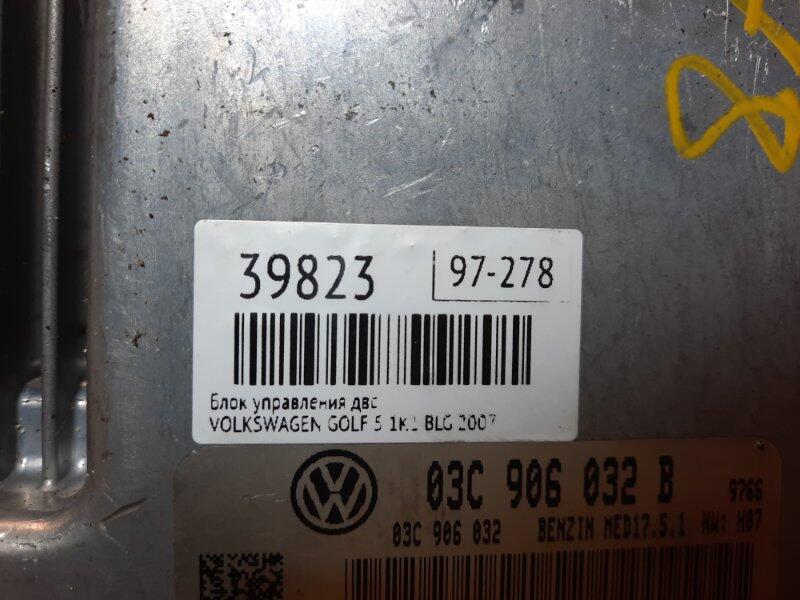 39823 97-278
Блок управления двс
VOLKSWAGEN GOLF 5 1K1 BLG 2007
03C 906 032 B 9766
03C 906 032 BENZIN MED17.5.1 HW: H07